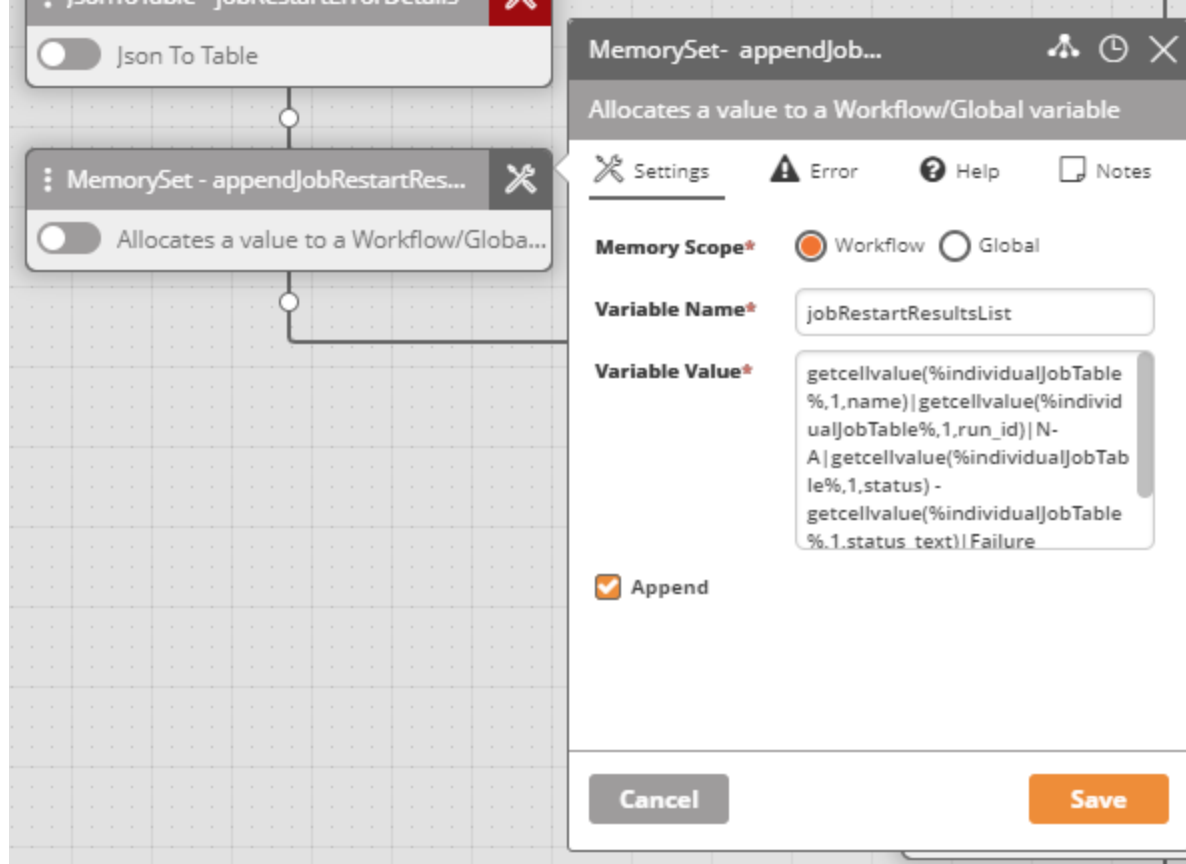 JsonToTable - jobRestartErrorDetails
Json To Table
MemorySet - appendJobRestartRes...
Allocates a value to a Workflow/Globa...
MemorySet- appendJob...
Allocates a value to a Workflow/Global variable
Settings
Error
Help
Notes
Memory Scope*
Workflow
Global
Variable Name*
jobRestartResultsList
Variable Value*
getcellvalue(%individualJobTable
%,1,name)|getcellvalue(%individ
ualJobTable%,1,run_id)|N-
A|getcellvalue(%individualJobTab
le%,1,status) -
getcellvalue(%individualJobTable
%,1,status_text)|Failure
Append
Cancel
Save